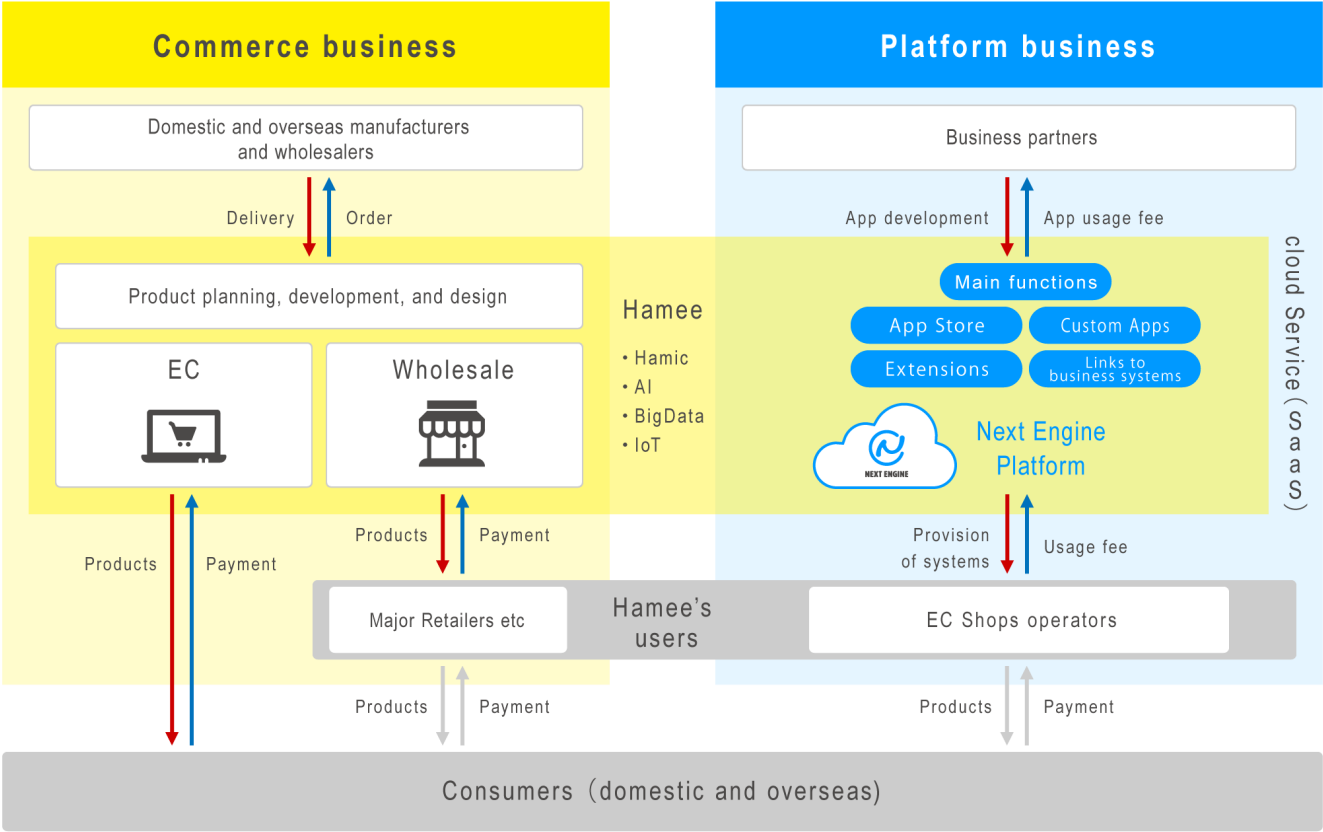 Commerce business
Platform business
Domestic and overseas manufacturers
and wholesalers
Business partners
Delivery
Order
App development
App usage fee
Product planning, development, and design
EC
Wholesale
Hamee
・Hamic
・AI
・BigData
・IoT
Main functions
App Store
Custom Apps
Extensions
Links to
business systems
NEXT ENGINE
Next Engine
Platform
cloud Service(SaaS)
Products
Payment
Products
Payment
Provision
of systems
Usage fee
Major Retailers etc
Hamee’s
users
EC Shops operators
Products
Payment
Products
Payment
Consumers（domestic and overseas)